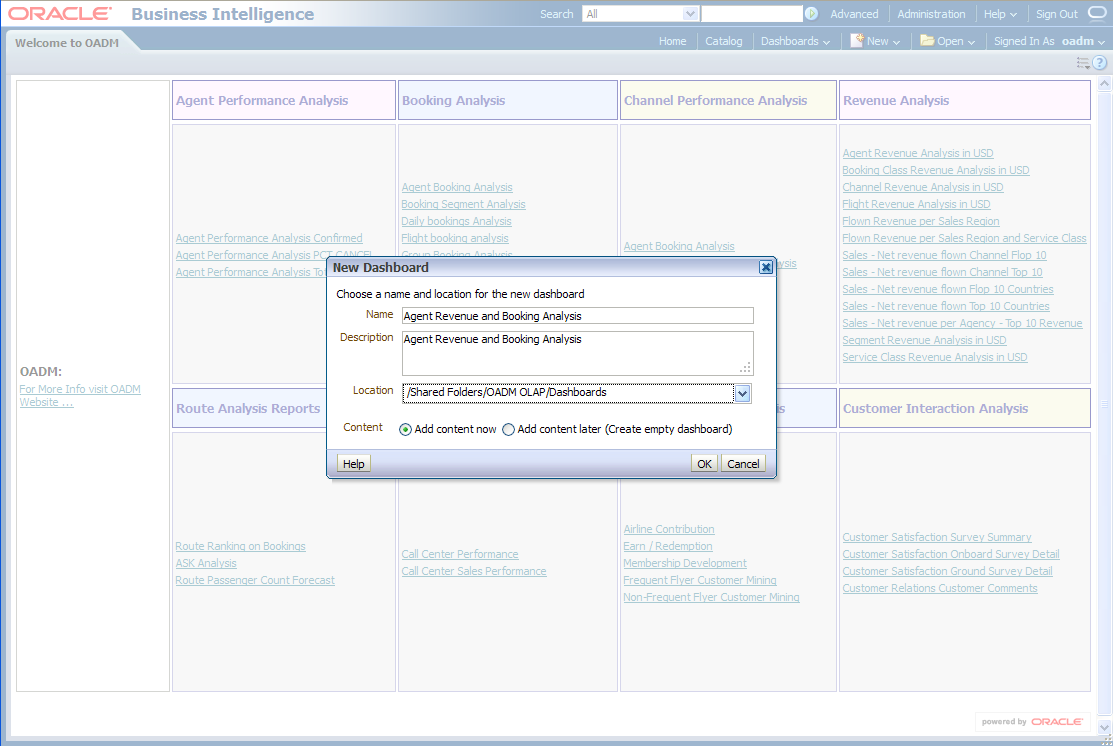 ORACLE® Business Intelligence
Search All Advanced Administration Help Sign Out
Welcome to OADM
Home Catalog Dashboards New Open Signed In As oadm
Agent Performance Analysis
Booking Analysis
Channel Performance Analysis
Revenue Analysis
OADM:
For More Info visit OADM
Website ...
Agent Performance Analysis Confirmed
Agent Performance Analysis PCT CANCEL
Agent Performance Analysis
Agent Booking Analysis
Booking Segment Analysis
Daily bookings Analysis
Flight booking analysis
Group Booking Analysis
Agent Booking Analysis
Agent Revenue Analysis in USD
Booking Class Revenue Analysis in USD
Channel Revenue Analysis in USD
Flight Revenue Analysis in USD
Flown Revenue per Sales Region
Flown Revenue per Sales Region and Service Class
Sales - Net revenue flown Channel Flop 10
Sales - Net revenue flown Channel Top 10
Sales - Net revenue flown Flop 10 Countries
Sales - Net revenue flown Top 10 Countries
Sales - Net revenue per Agency - Top 10 Revenue
Segment Revenue Analysis in USD
Service Class Revenue Analysis in USD
New Dashboard
Choose a name and location for the new dashboard
Name Agent Revenue and Booking Analysis
Description Agent Revenue and Booking Analysis
Location /Shared Folders/OADM OLAP/Dashboards
Content Add content now Add content later (Create empty dashboard)
Help OK Cancel
Route Analysis Reports
Customer Interaction Analysis
Route Ranking on Bookings
ASK Analysis
Route Passenger Count Forecast
Call Center Performance
Call Center Sales Performance
Airline Contribution
Earn / Redemption
Membership Development
Frequent Flyer Customer Mining
Non-Frequent Flyer Customer Mining
Customer Satisfaction Survey Summary
Customer Satisfaction Onboard Survey Detail
Customer Satisfaction Ground Survey Detail
Customer Relations Customer Comments
powered by ORACLE